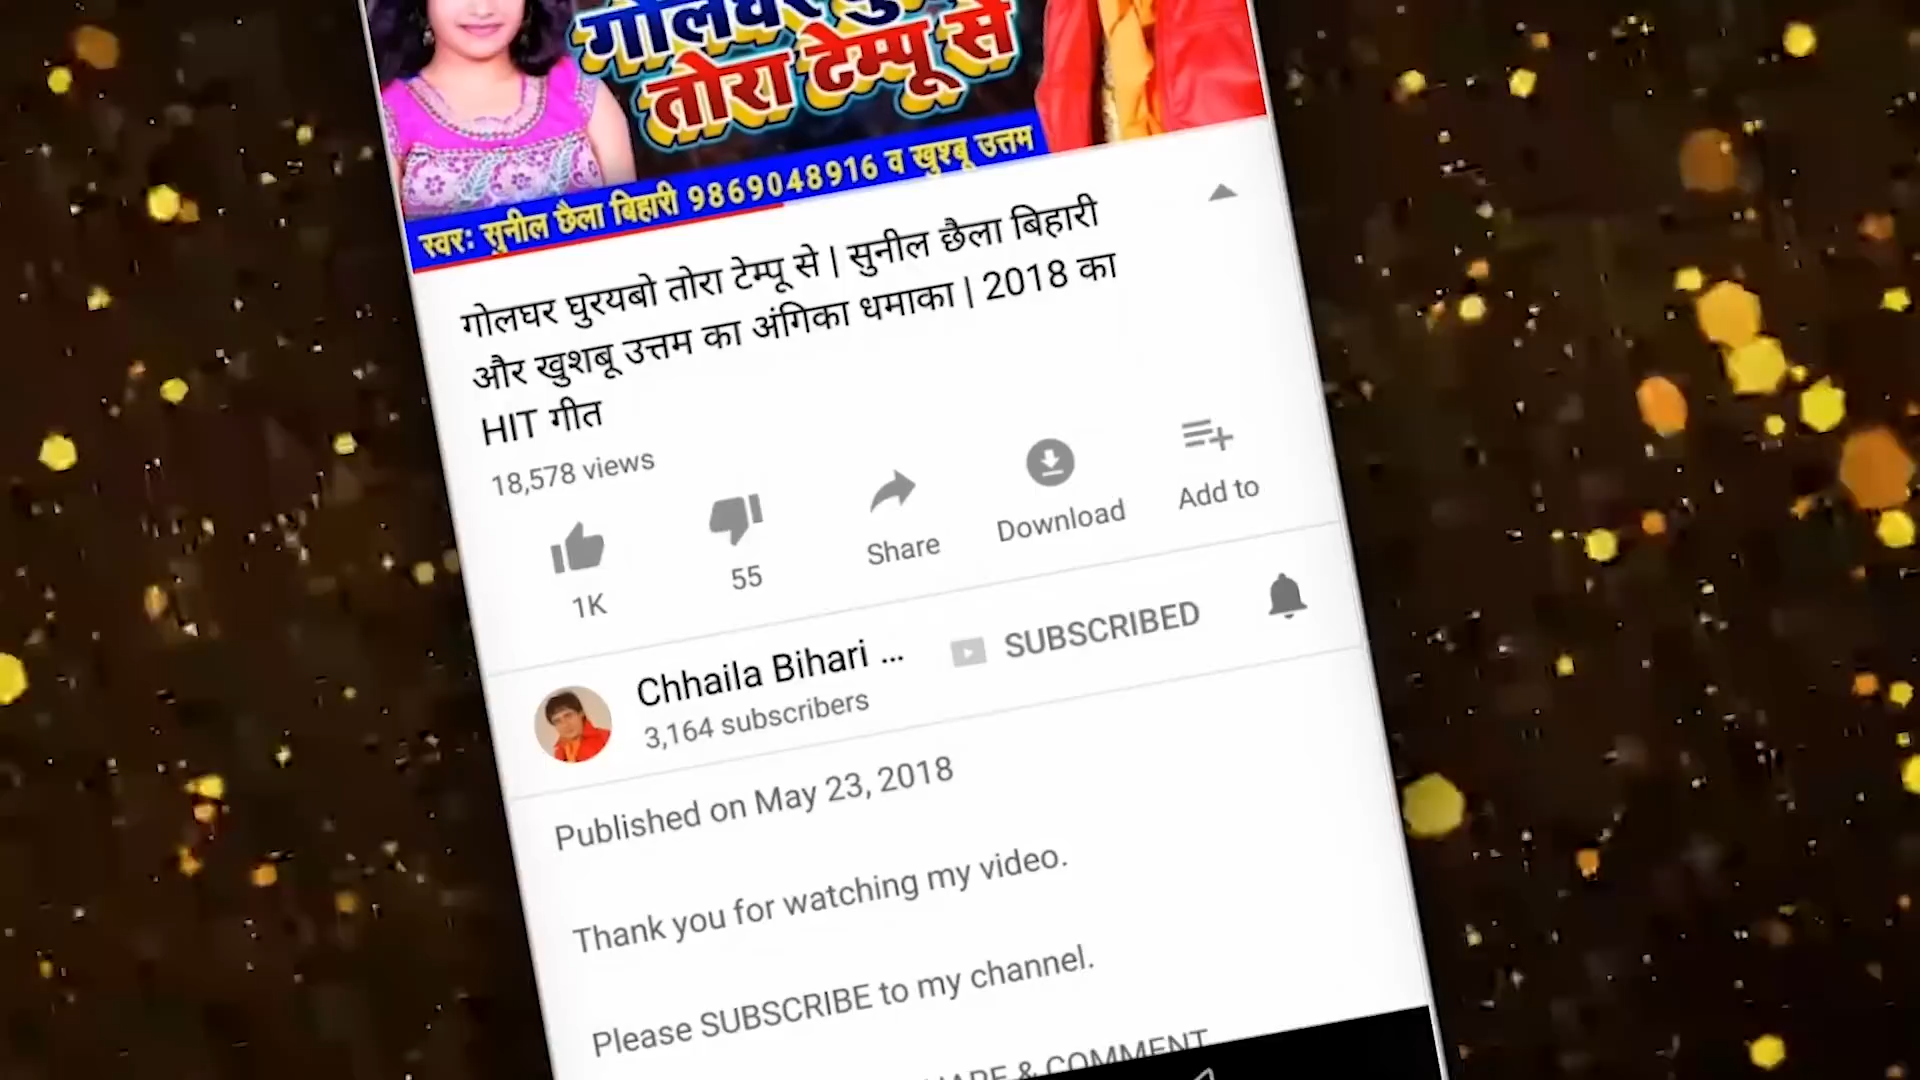 तोरा टेम्पू से
स्वरः सुनील छैला बिहारी 9869048916 व खुश्बू उत्तम
गोलघर घुरयबो तोरा टेम्पू से | सुनील छैला बिहारी
और खुशबू उत्तम का अंगिका धमाका | 2018 का
HIT गीत
18,578 views
1K
55
Share
Download
Add to
Chhaila Bihari ...
SUBSCRIBED
3,164 subscribers
Published on May 23, 2018
Thank you for watching my video.
Please SUBSCRIBE to my channel.
& COMMENT